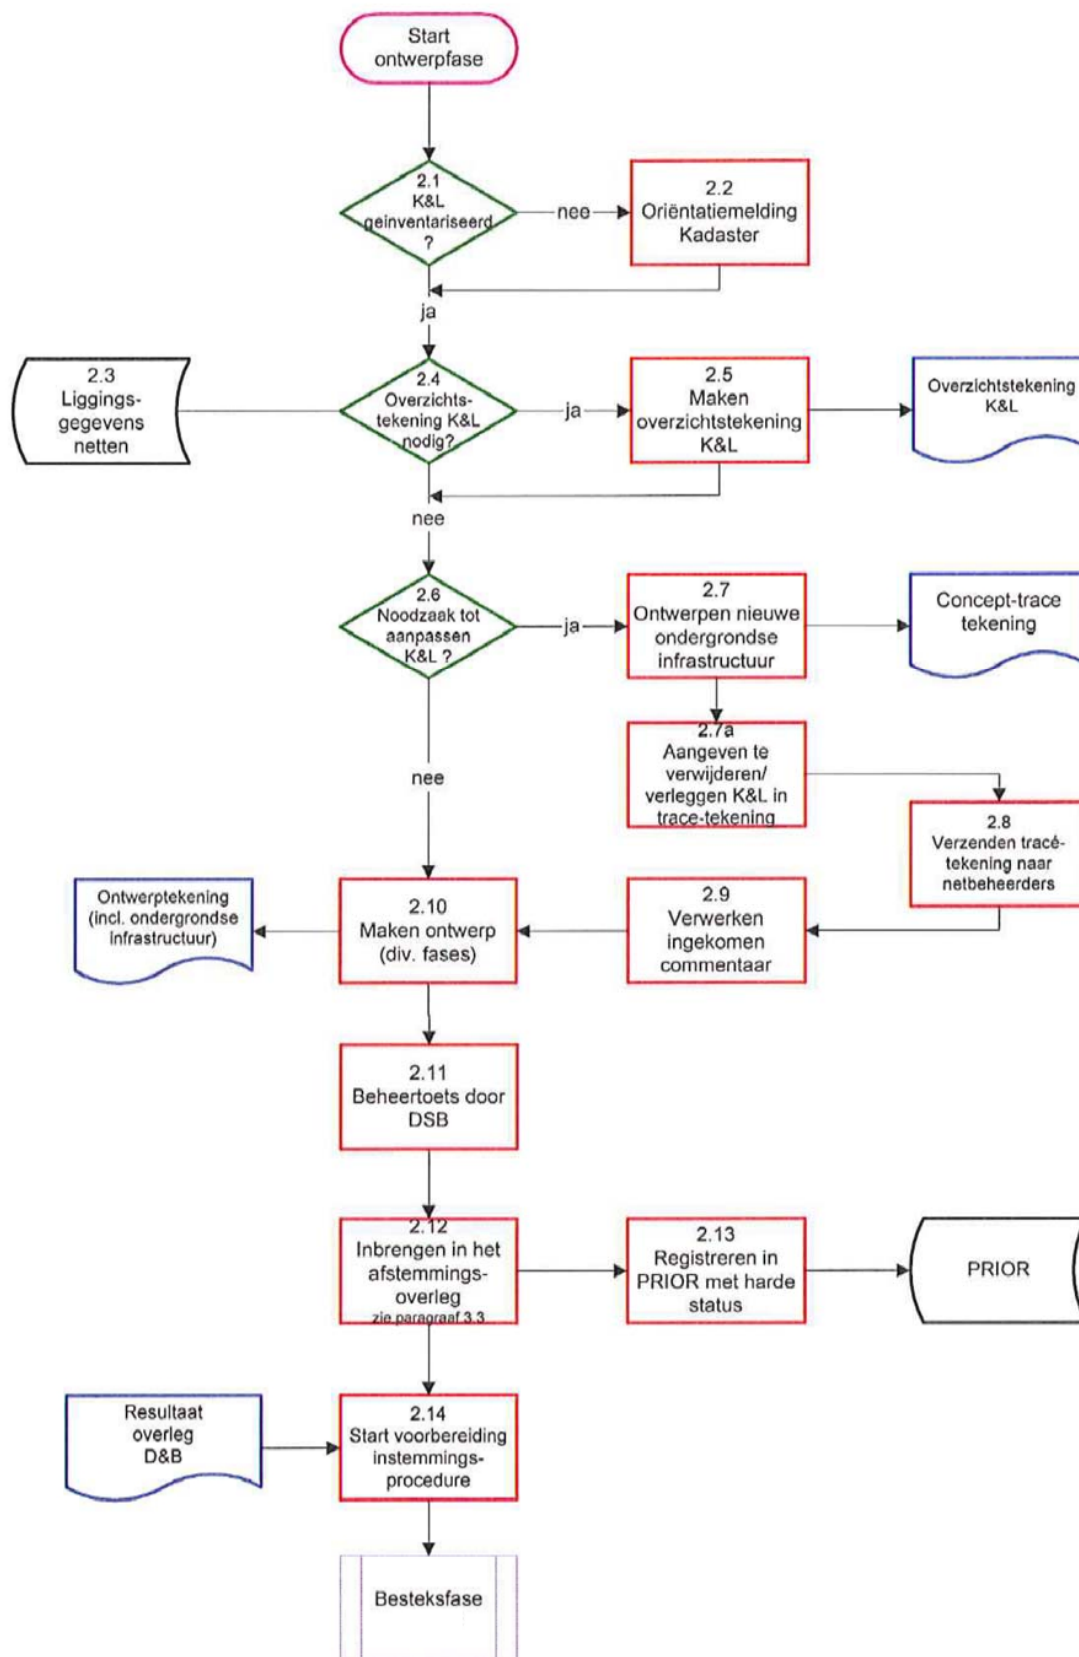 Start
ontwerpfase
2.1
K&L
geinventariseerd
?
nee
2.2
Oriëntatiemelding
Kadaster
ja
2.3
Liggings-
gegevens
netten
2.4
Overzichts-
tekening K&L
nodig?
ja
2.5
Maken
overzichtstekening
K&L
Overzichtstekening
K&L
nee
2.6
Noodzaak tot
aanpassen
K&L ?
ja
2.7
Ontwerpen nieuwe
ondergrondse
infrastructuur
Concept-trace
tekening
2.7a
Aangeven te
verwijderen/
verleggen K&L in
trace-tekening
nee
2.8
Verzenden tracé-
tekening naar
netbeheerders
Ontwerptekening
(incl. ondergrondse
infrastructuur)
2.10
Maken ontwerp
(div. fases)
2.9
Verwerken
ingekomen
commentaar
2.11
Beheertoets door
DSB
2.12
Inbrengen in het
afstemmings-
overleg
zie paragraaf 3.3
2.13
Registreren in
PRIOR met harde
status
PRIOR
Resultaat
overleg
D&B
2.14
Start voorbereiding
instemmings-
procedure
Besteksfase